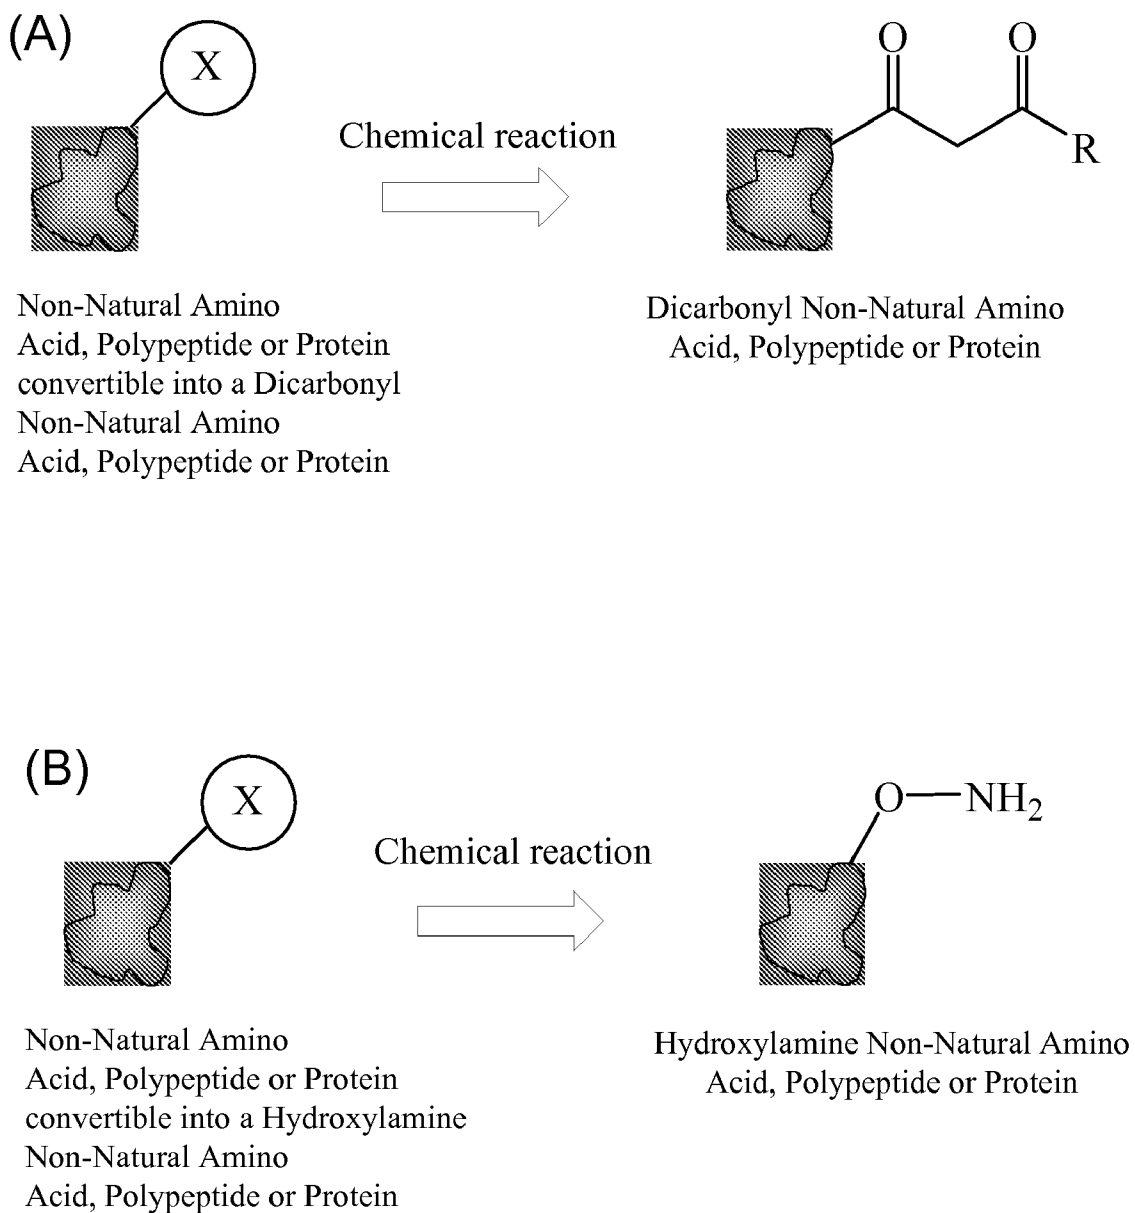 (A)
X
Chemical reaction
O
O
R
Non-Natural Amino
Acid, Polypeptide or Protein
convertible into a Dicarbonyl
Non-Natural Amino
Acid, Polypeptide or Protein
Dicarbonyl Non-Natural Amino
Acid, Polypeptide or Protein
(B)
X
Chemical reaction
O—NH₂
Non-Natural Amino
Acid, Polypeptide or Protein
convertible into a Hydroxylamine
Non-Natural Amino
Acid, Polypeptide or Protein
Hydroxylamine Non-Natural Amino
Acid, Polypeptide or Protein